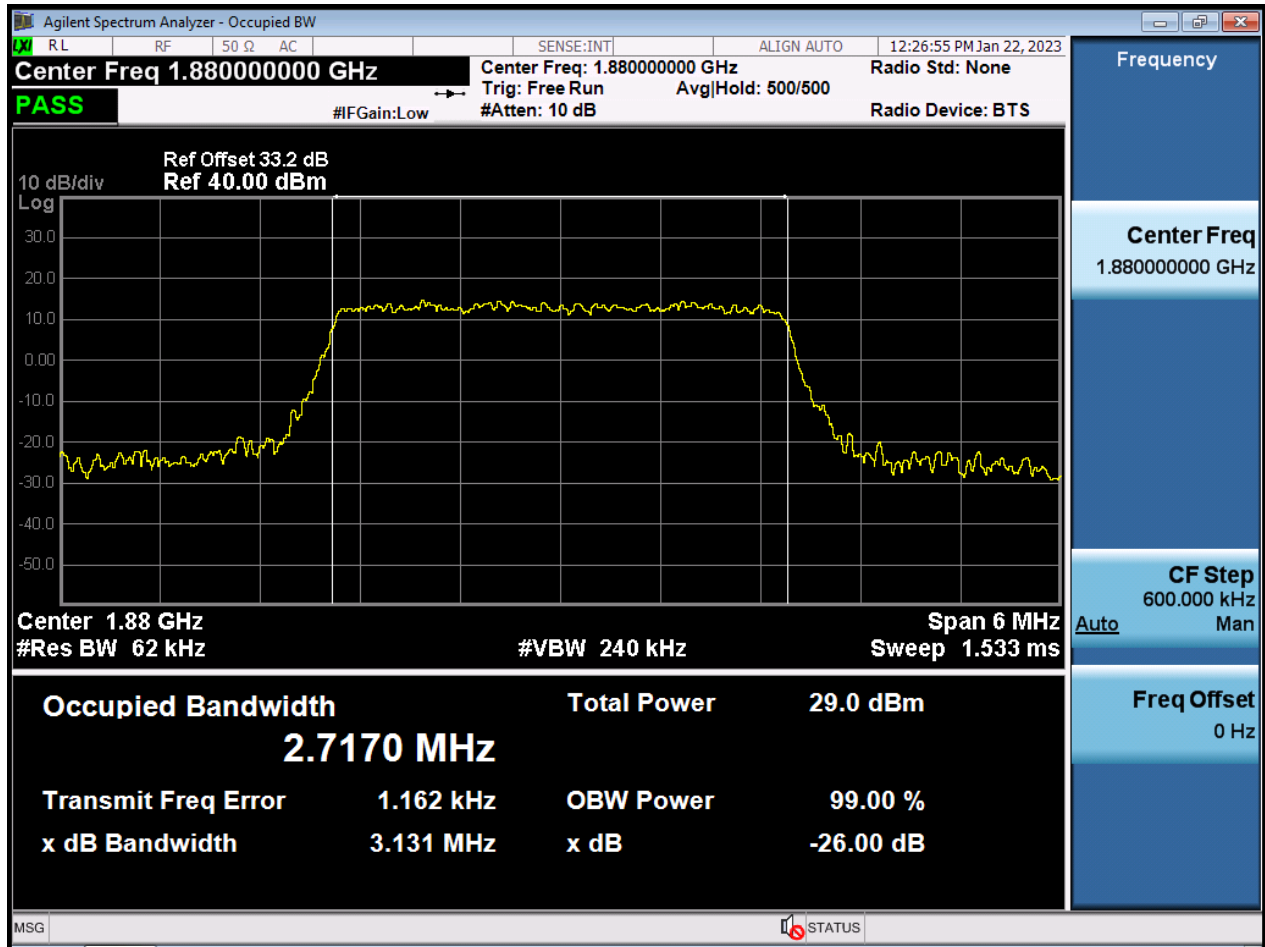 Agilent Spectrum Analyzer - Occupied BW
LXI RL RF 50 Ω AC SENSE:INT ALIGN AUTO 12:26:55 PM Jan 22, 2023
Center Freq 1.880000000 GHz
Center Freq: 1.880000000 GHz
Radio Std: None
Trig: Free Run Avg|Hold: 500/500
PASS
#IFGain:Low
#Atten: 10 dB
Radio Device: BTS
Ref Offset 33.2 dB
10 dB/div Ref 40.00 dBm
Log
30.0
20.0
10.0
0.00
-10.0
-20.0
-30.0
-40.0
-50.0
Center 1.88 GHz Span 6 MHz
#Res BW 62 kHz #VBW 240 kHz Sweep 1.533 ms
Occupied Bandwidth Total Power 29.0 dBm
2.7170 MHz
Transmit Freq Error 1.162 kHz OBW Power 99.00 %
x dB Bandwidth 3.131 MHz x dB -26.00 dB
Frequency
Center Freq
1.880000000 GHz
CF Step
600.000 kHz
Auto Man
Freq Offset
0 Hz
MSG STATUS